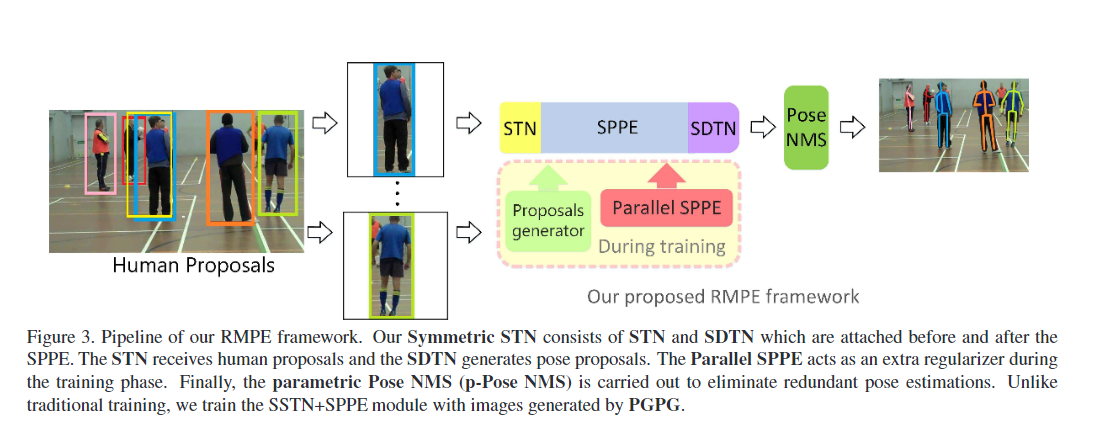 Human Proposals
STN
SPPE
SDTN
Pose
NMS
Proposals
generator
Parallel SPPE
During training
Our proposed RMPE framework
Figure 3. Pipeline of our RMPE framework. Our Symmetric STN consists of STN and SDTN which are attached before and after the
SPPE. The STN receives human proposals and the SDTN generates pose proposals. The Parallel SPPE acts as an extra regularizer during
the training phase. Finally, the parametric Pose NMS (p-Pose NMS) is carried out to eliminate redundant pose estimations. Unlike
traditional training, we train the SSTN+SPPE module with images generated by PGPG.